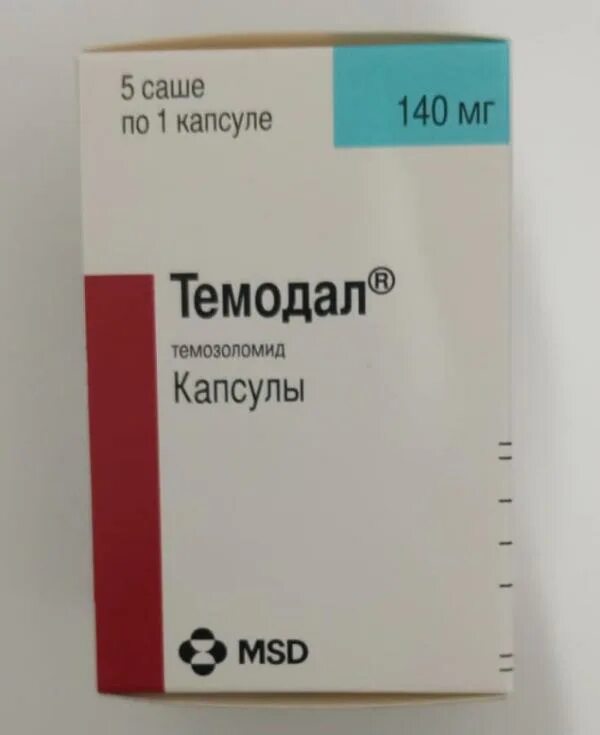 5 саше
по 1 капсуле
140 мг
Темодал®
темозоломид
Капсулы
MSD